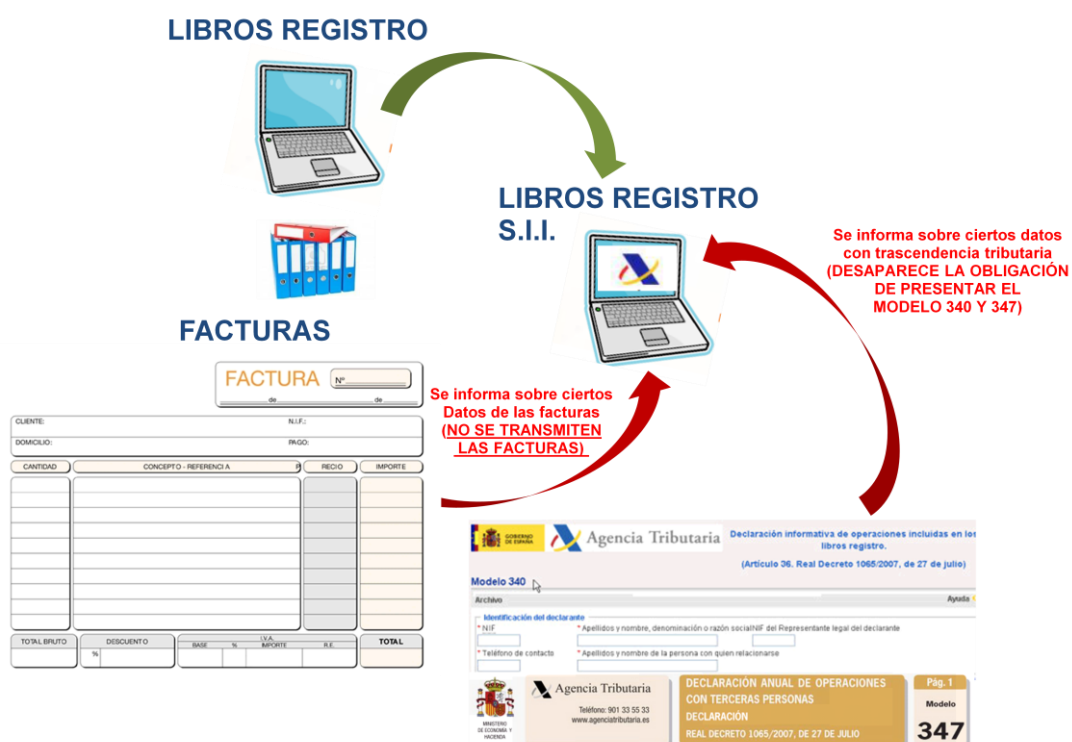 LIBROS REGISTRO
LIBROS REGISTRO
S.I.I.
Se informa sobre ciertos datos
con trascendencia tributaria
(DESAPARECE LA OBLIGACIÓN
DE PRESENTAR EL
MODELO 340 Y 347)
FACTURAS
FACTURA Nº
de de
Se informa sobre ciertos
Datos de las facturas
(NO SE TRANSMITEN
LAS FACTURAS)
CLIENTE: N.I.F.:
DOMICILIO: PAGO:
CANTIDAD CONCEPTO - REFERENCIA P RECIO IMPORTE
TOTAL BRUTO DESCUENTO I.V.A. TOTAL
BASE % IMPORTE R.E.
%
GOBIERNO
DE ESPAÑA
Agencia Tributaria
Declaración informativa de operaciones incluidas en los
libros registro.
(Artículo 36. Real Decreto 1065/2007, de 27 de julio)
Modelo 340
Archivo Ayuda
Identificación del declarante
* NIF * Apellidos y nombre, denominación o razón social NIF del Representante legal del declarante
* Teléfono de contacto * Apellidos y nombre de la persona con quien relacionarse
MINISTERIO
DE ECONOMÍA Y
HACIENDA
Agencia Tributaria
Teléfono: 901 33 55 33
www.agenciatributaria.es
DECLARACIÓN ANUAL DE OPERACIONES
CON TERCERAS PERSONAS
DECLARACIÓN
REAL DECRETO 1065/2007, DE 27 DE JULIO
Pág. 1
Modelo
347